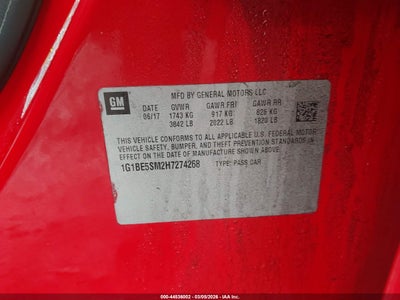 GM
MFD BY GENERAL MOTORS LLC
DATE GVWR GAWR FRT GAWR RR
06/17 1743 KG 917 KG 826 KG
3842 LB 2022 LB 1820 LB
THIS VEHICLE CONFORMS TO ALL APPLICABLE U.S. FEDERAL MOTOR
VEHICLE SAFETY, BUMPER, AND THEFT PREVENTION STANDARDS
IN EFFECT ON THE DATE OF MANUFACTURE SHOWN ABOVE.
1G1BE5SM2H7274268 TYPE: PASS CAR
000-44538002 - 03/09/2026 - IAA Inc.